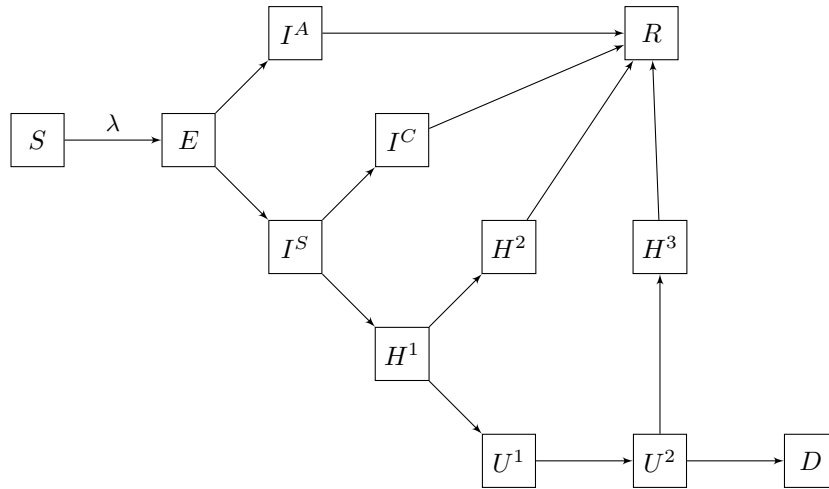 I^A R
λ
S E I^C
I^S H^2 H^3
H^1
U^1 U^2 D